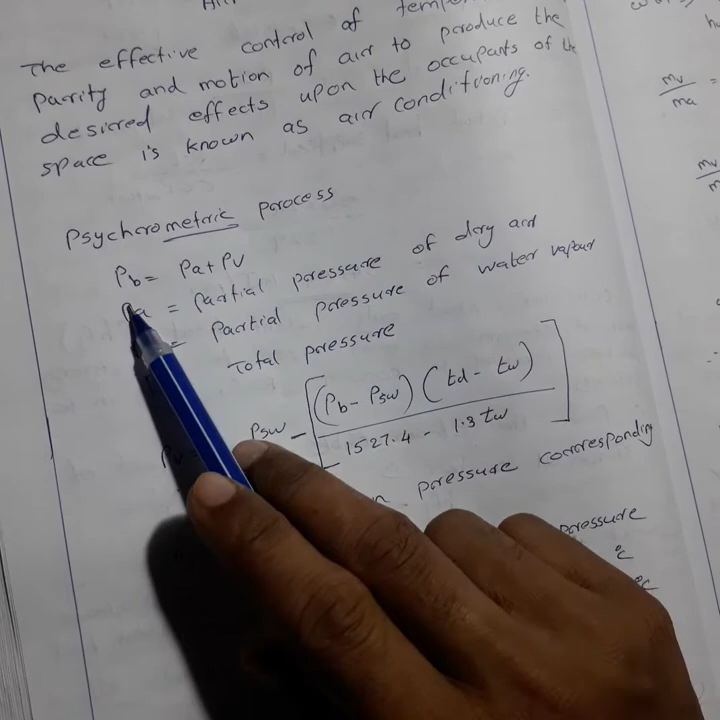 The effective control of temper
Purity and motion of air to produce the
desired effects upon the occupants of the
space is known as air conditioning.
Psychrometric process
Pb = Pa + Pv
Pa = Partial pressure of dry air
= Partial pressure of water vapour
Total pressure
Psw - [(Pb - Psw) (td - tw)
1527.4 - 1.3 tw]
pressure corresponding
pressure
°c
°c
mv
ma =
mv
m